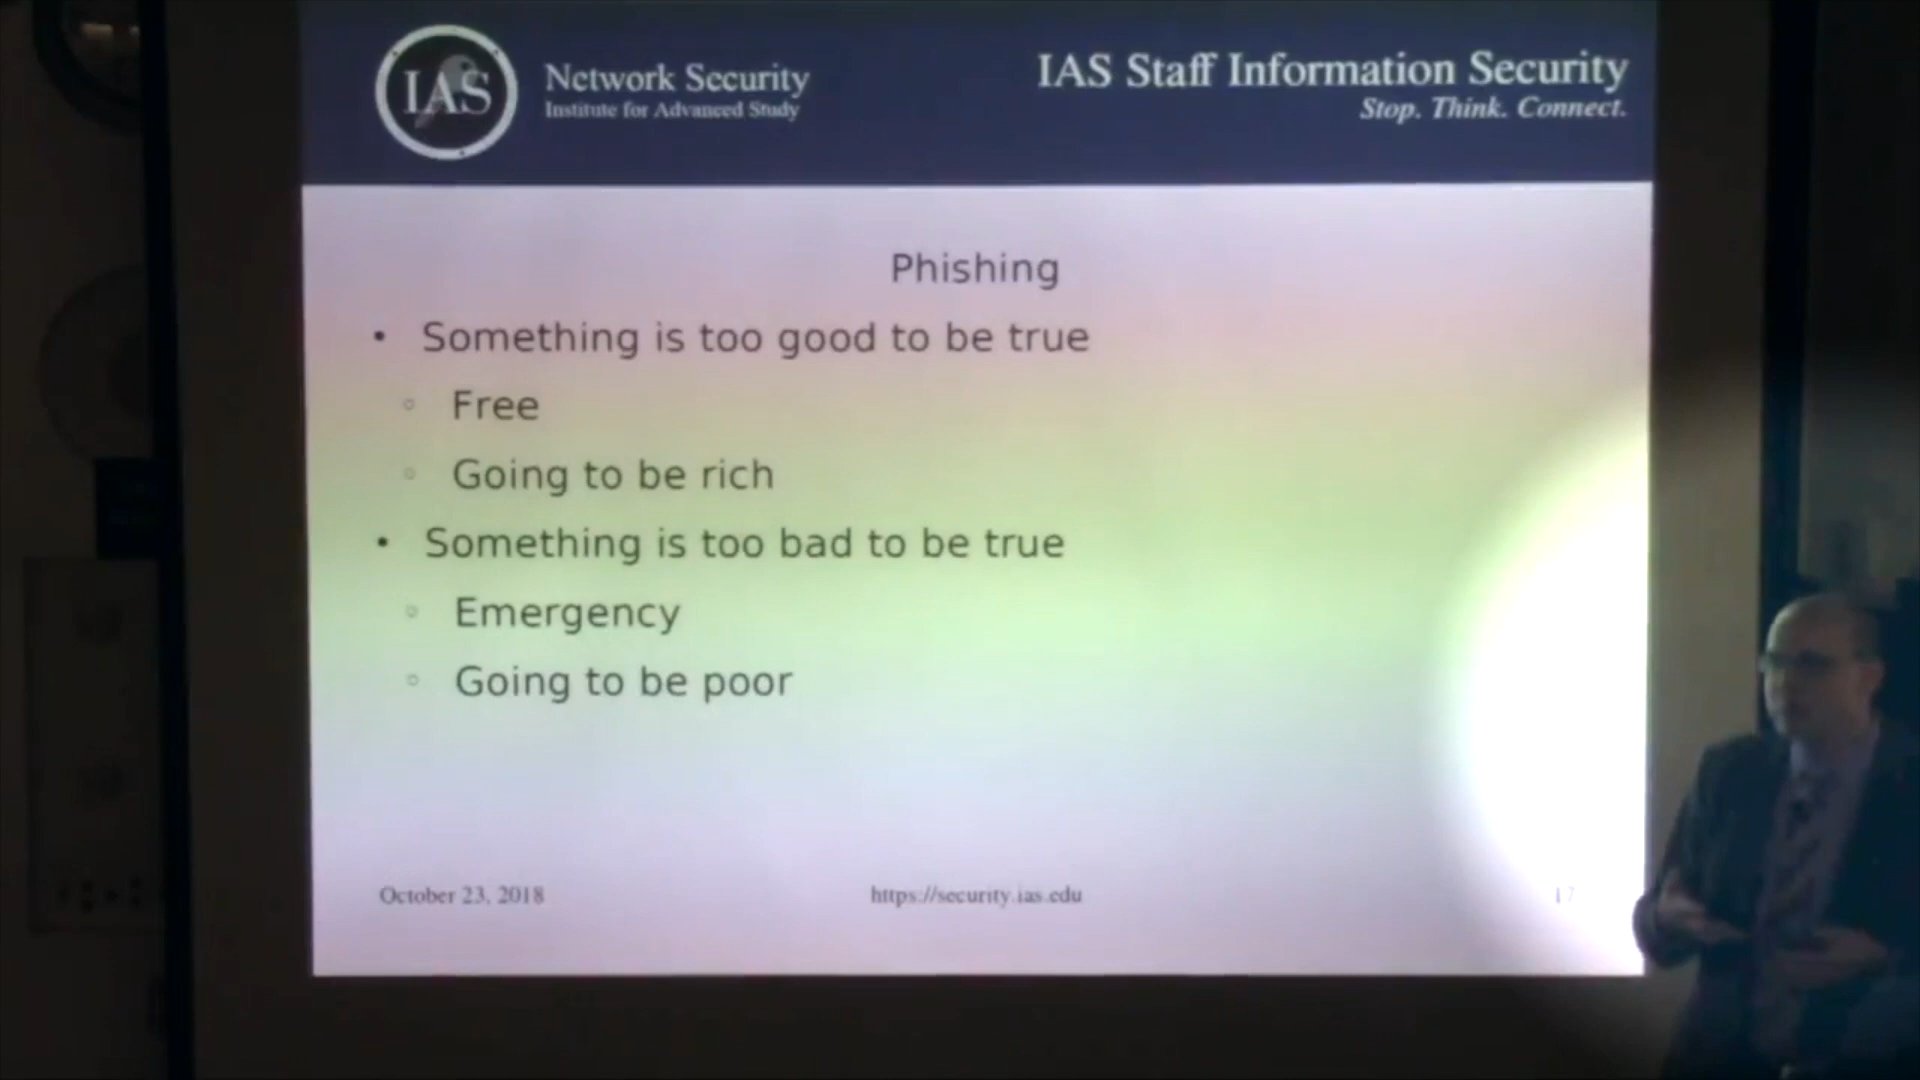 IAS
Network Security
Institute for Advanced Study
IAS Staff Information Security
Stop. Think. Connect.
Phishing
• Something is too good to be true
◦ Free
◦ Going to be rich
• Something is too bad to be true
◦ Emergency
◦ Going to be poor
October 23, 2018
https://security.ias.edu
17